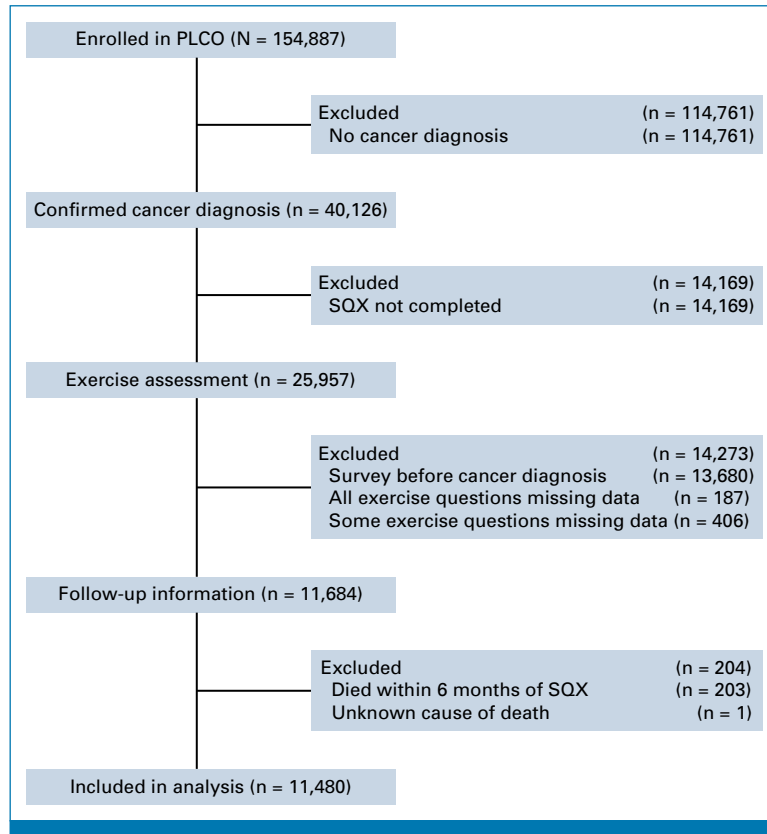 Enrolled in PLCO (N = 154,887)
Excluded (n = 114,761)
No cancer diagnosis (n = 114,761)
Confirmed cancer diagnosis (n = 40,126)
Excluded (n = 14,169)
SQX not completed (n = 14,169)
Exercise assessment (n = 25,957)
Excluded (n = 14,273)
Survey before cancer diagnosis (n = 13,680)
All exercise questions missing data (n = 187)
Some exercise questions missing data (n = 406)
Follow-up information (n = 11,684)
Excluded (n = 204)
Died within 6 months of SQX (n = 203)
Unknown cause of death (n = 1)
Included in analysis (n = 11,480)